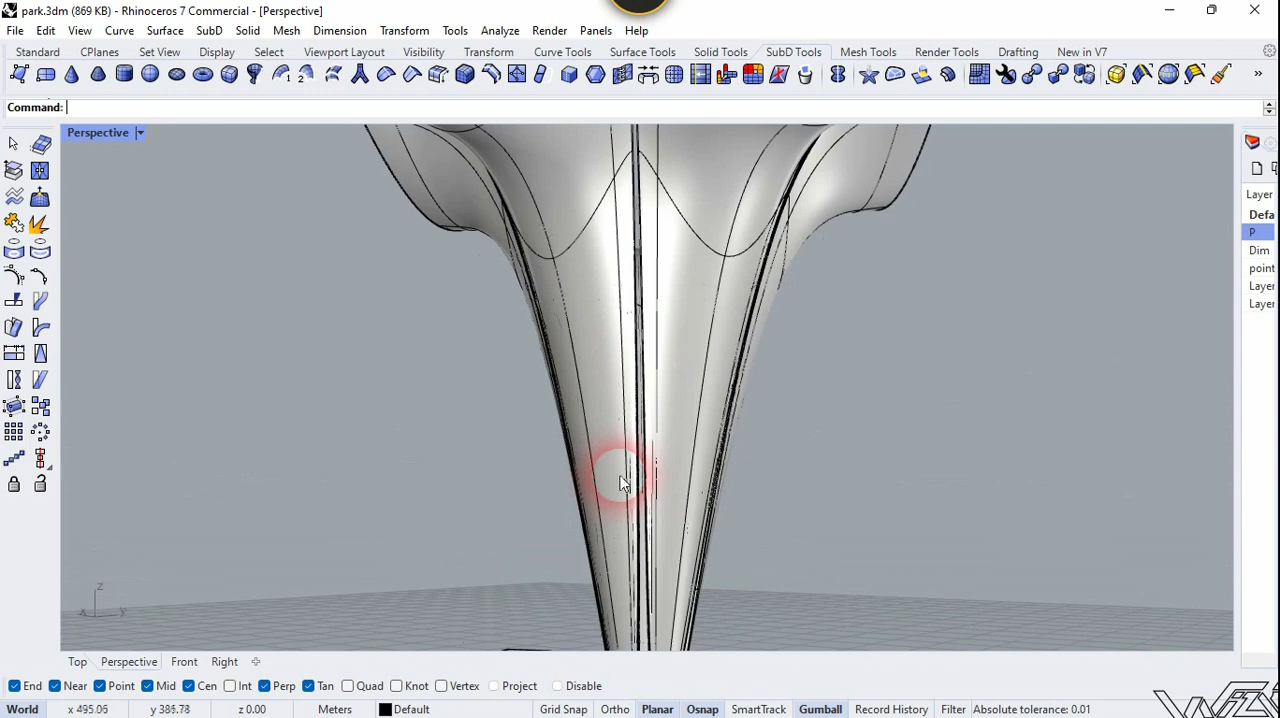 park.3dm (869 KB) - Rhinoceros 7 Commercial - [Perspective]
File Edit View Curve Surface SubD Solid Mesh Dimension Transform Tools Analyze Render Panels Help
Standard CPlanes Set View Display Select Viewport Layout Visibility Transform Curve Tools Surface Tools Solid Tools SubD Tools Mesh Tools Render Tools Drafting New in V7
Command:
Perspective
Layer
Defa
P
Dim
point
Layer
Layer
z
x y
Top Perspective Front Right
End Near Point Mid Cen Int Perp Tan Quad Knot Vertex Project Disable
World x 495.05 z 0.00 Meters Default Grid Snap Ortho Planar Osnap SmartTrack Gumball Record History Filter Absolute tolerance: 0.01